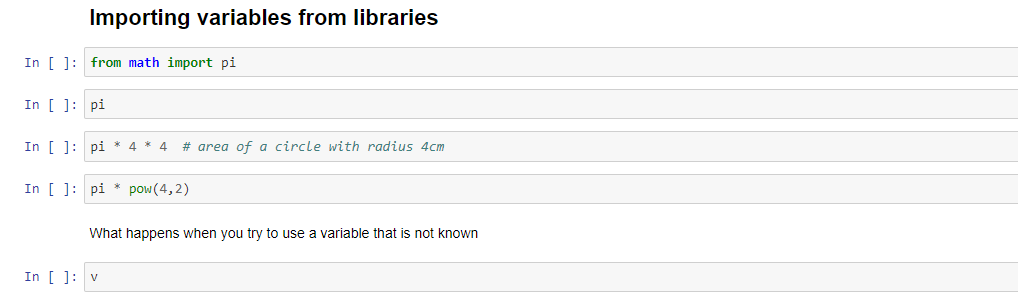 Importing variables from libraries
In [ ]: from math import pi
In [ ]: pi
In [ ]: pi * 4 * 4  # area of a circle with radius 4cm
In [ ]: pi * pow(4,2)
What happens when you try to use a variable that is not known
In [ ]: v